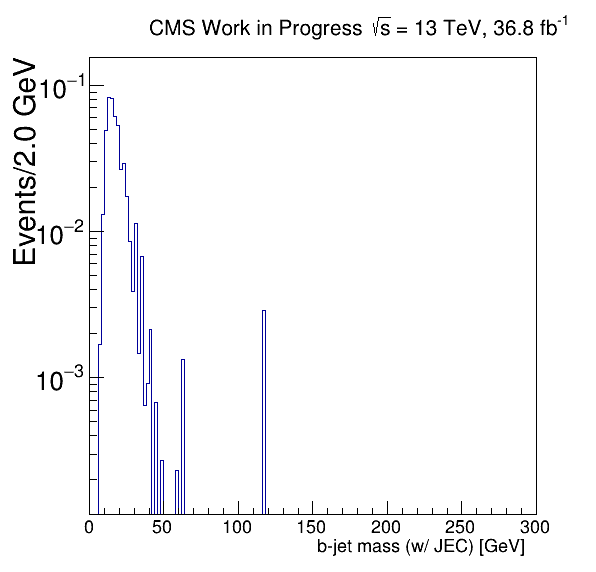 CMS Work in Progress √s = 13 TeV, 36.8 fb⁻¹
Events/2.0 GeV
10⁻¹
10⁻²
10⁻³
0 50 100 150 200 250 300
b-jet mass (w/ JEC) [GeV]